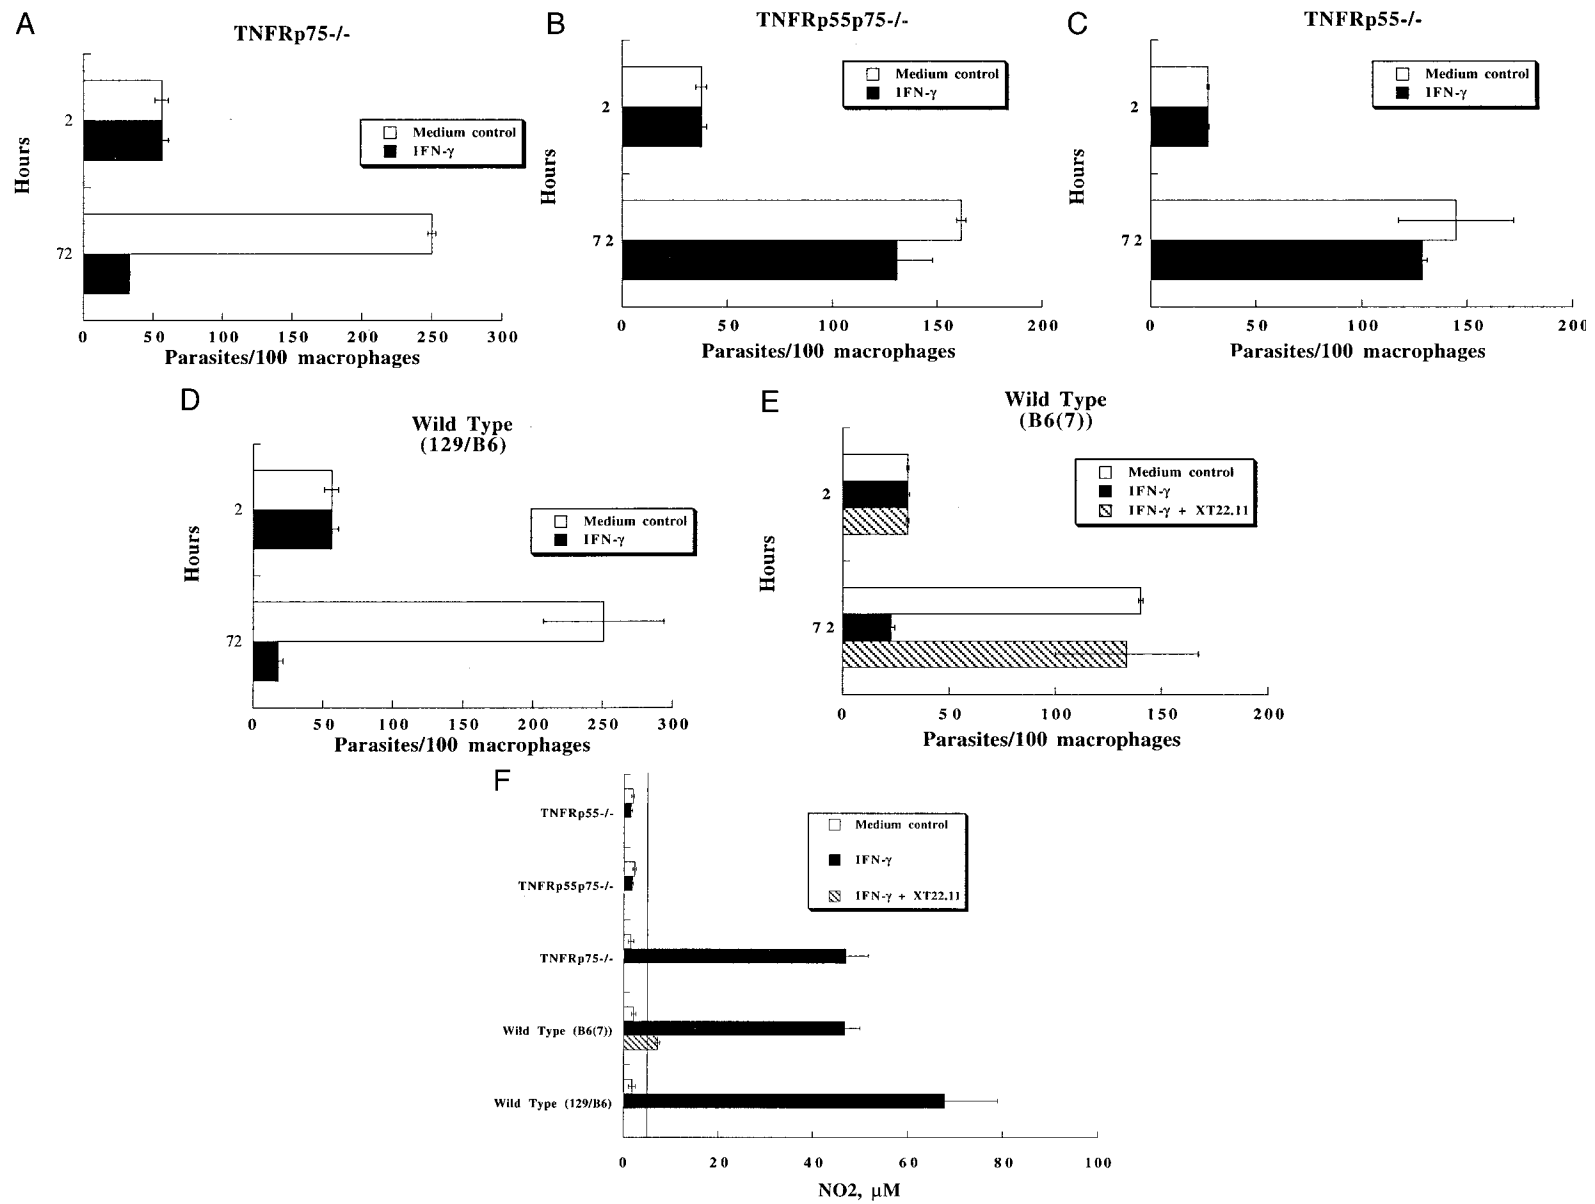 A
TNFRp75-/-
Hours
2
72
Medium control
IFN-γ
0 50 100 150 200 250 300
Parasites/100 macrophages
B
TNFRp55p75-/-
Hours
2
72
Medium control
IFN-γ
0 50 100 150 200
Parasites/100 macrophages
C
TNFRp55-/-
Hours
2
72
Medium control
IFN-γ
0 50 100 150 200
Parasites/100 macrophages
D
Wild Type
(129/B6)
Hours
2
72
Medium control
IFN-γ
0 50 100 150 200 250 300
Parasites/100 macrophages
E
Wild Type
(B6(7))
Hours
2
72
Medium control
IFN-γ
IFN-γ + XT22.11
0 50 100 150 200
Parasites/100 macrophages
F
TNFRp55-/-
TNFRp55p75-/-
TNFRp75-/-
Wild Type (B6(7))
Wild Type (129/B6)
Medium control
IFN-γ
IFN-γ + XT22.11
0 20 40 60 80 100
NO2, µM